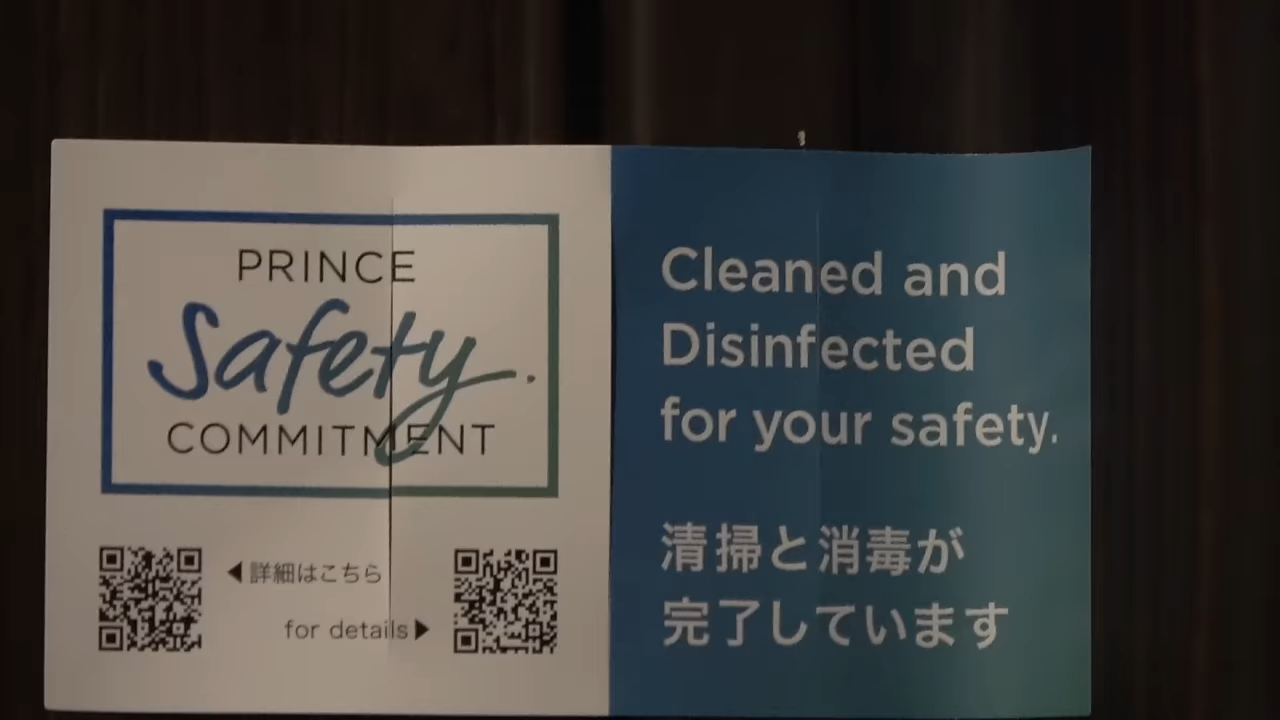 PRINCE
Safety.
COMMITMENT
◀詳細はこちら
for details▶
Cleaned and
Disinfected
for your safety.
清掃と消毒が
完了しています